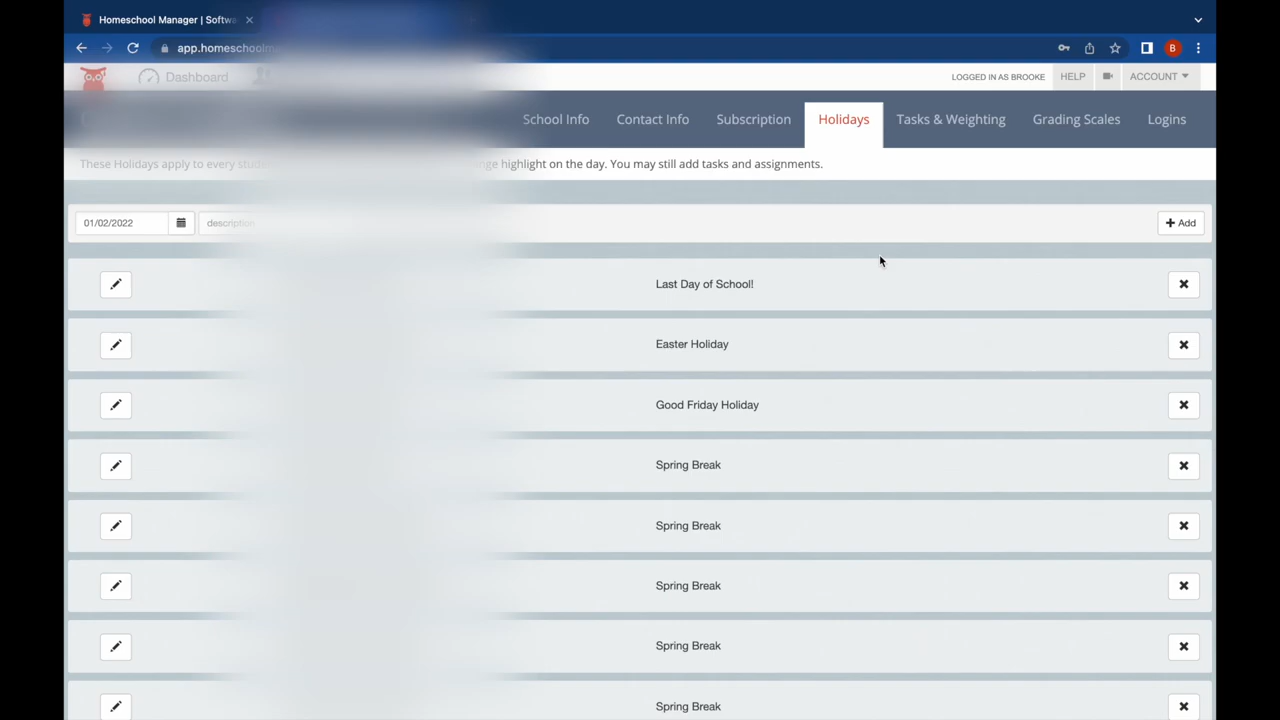 Homeschool Manager | Softwa
app.homeschoolma
B
Dashboard
LOGGED IN AS BROOKE
HELP
ACCOUNT
School Info
Contact Info
Subscription
Holidays
Tasks & Weighting
Grading Scales
Logins
These Holidays apply to every stude
nge highlight on the day. You may still add tasks and assignments.
01/02/2022
description
Add
Last Day of School!
Easter Holiday
Good Friday Holiday
Spring Break
Spring Break
Spring Break
Spring Break
Spring Break